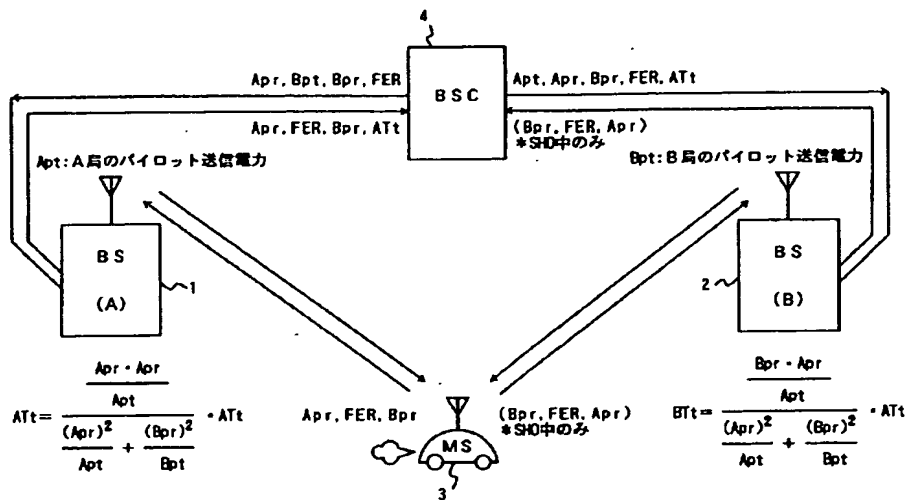 4
BSC
Apr, Bpt, Bpr, FER
Apt, Apr, Bpr, FER, ATt
Apr, FER, Bpr, ATt
(Bpr, FER, Apr)
*SHO中のみ
Apt:A局のパイロット送信電力
Bpt:B局のパイロット送信電力
BS
(A)
1
BS
(B)
2
ATt= ((Apr・Apr)/Apt) / ((Apr)²/Apt + (Bpr)²/Bpt) ・ATt
Apr, FER, Bpr
(Bpr, FER, Apr)
*SHO中のみ
BTt= ((Bpr・Apr)/Apt) / ((Apr)²/Apt + (Bpr)²/Bpt) ・ATt
MS
3